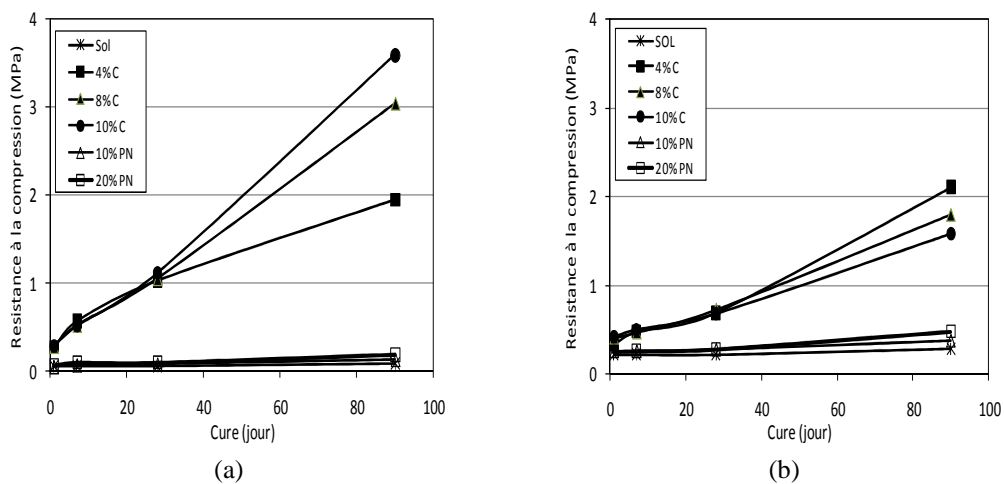 Resistance à la compression (MPa)
4
3
2
1
0
Sol
4%C
8%C
10%C
10%PN
20%PN
0 20 40 60 80 100
Cure (jour)
(a)
Resistance à la compression (MPa)
4
3
2
1
0
SOL
4%C
8%C
10%C
10%PN
20%PN
0 20 40 60 80 100
Cure (jour)
(b)